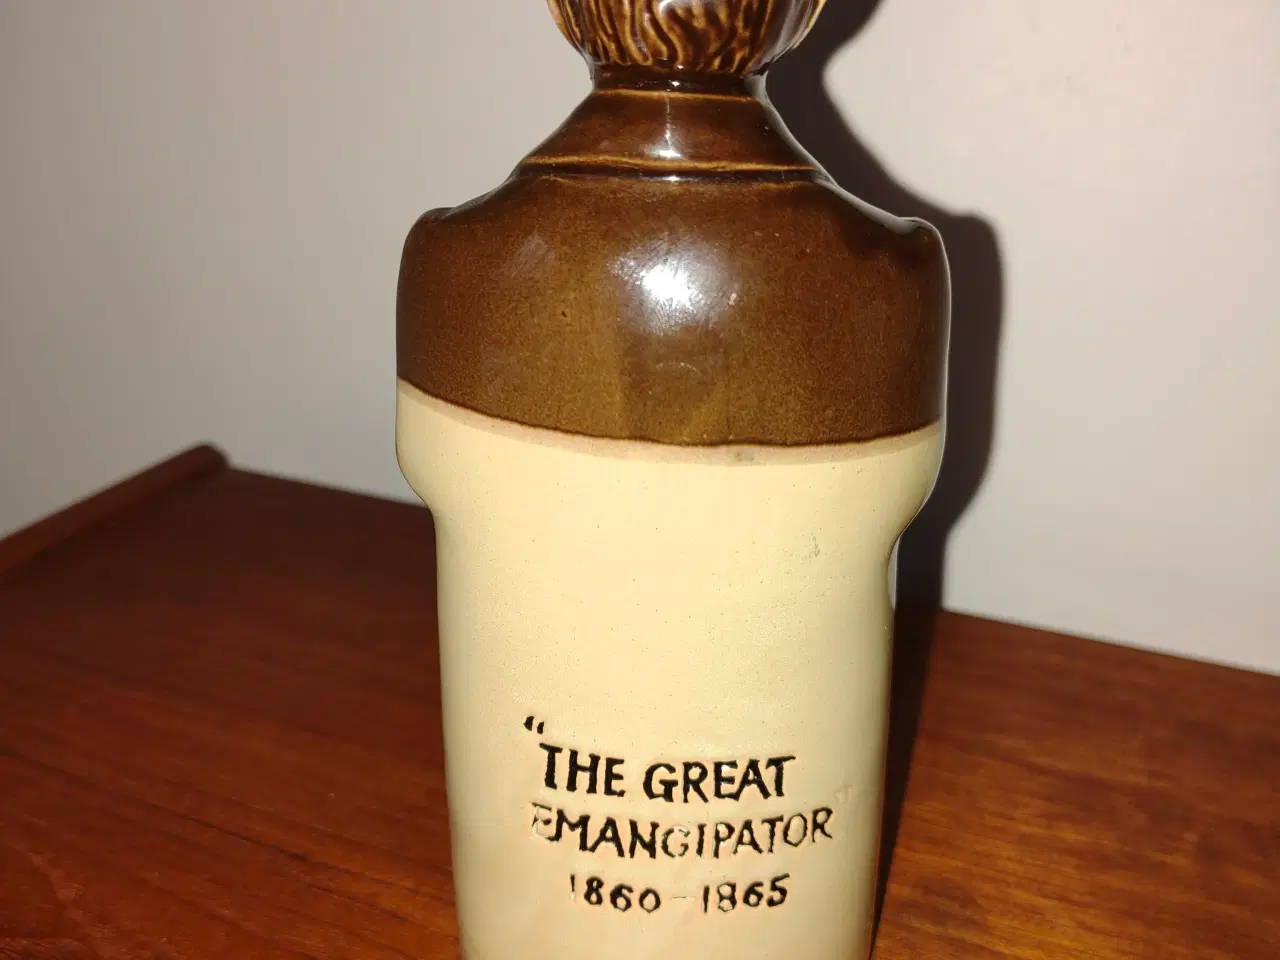 “THE GREAT
EMANCIPATOR”
1860-1865